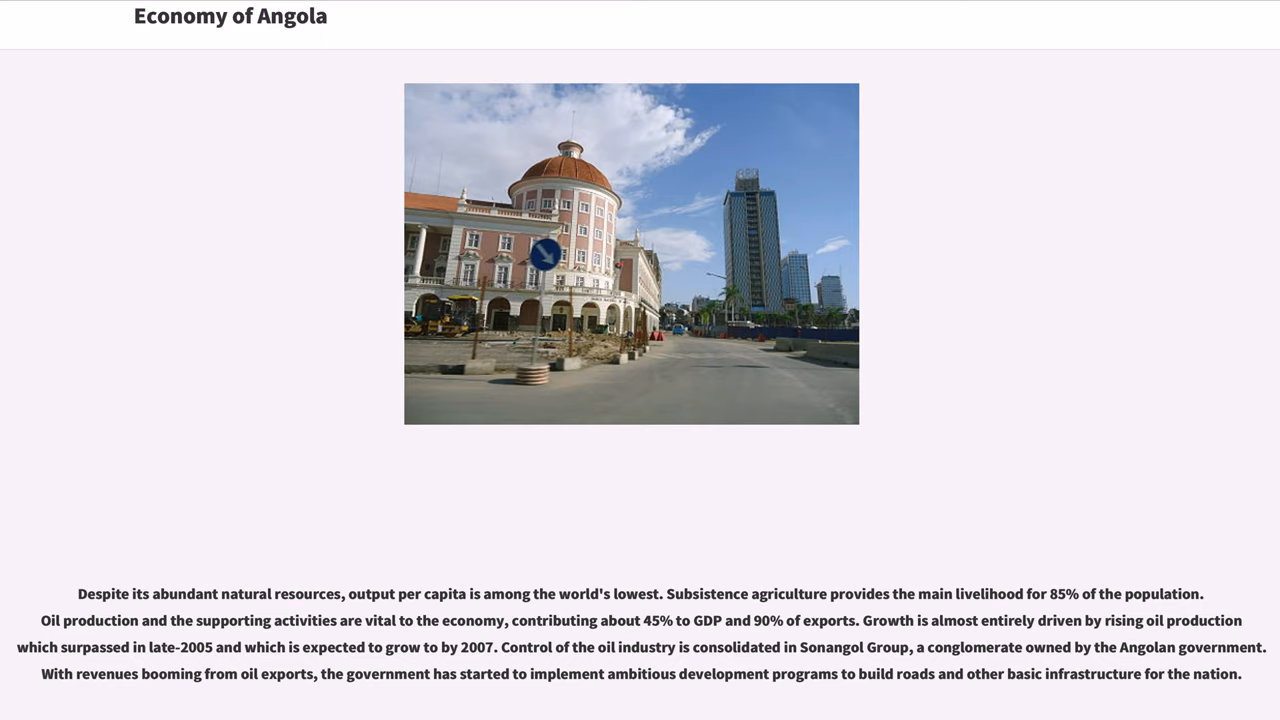 Economy of Angola
Despite its abundant natural resources, output per capita is among the world's lowest. Subsistence agriculture provides the main livelihood for 85% of the population.
Oil production and the supporting activities are vital to the economy, contributing about 45% to GDP and 90% of exports. Growth is almost entirely driven by rising oil production
which surpassed in late-2005 and which is expected to grow to by 2007. Control of the oil industry is consolidated in Sonangol Group, a conglomerate owned by the Angolan government.
With revenues booming from oil exports, the government has started to implement ambitious development programs to build roads and other basic infrastructure for the nation.